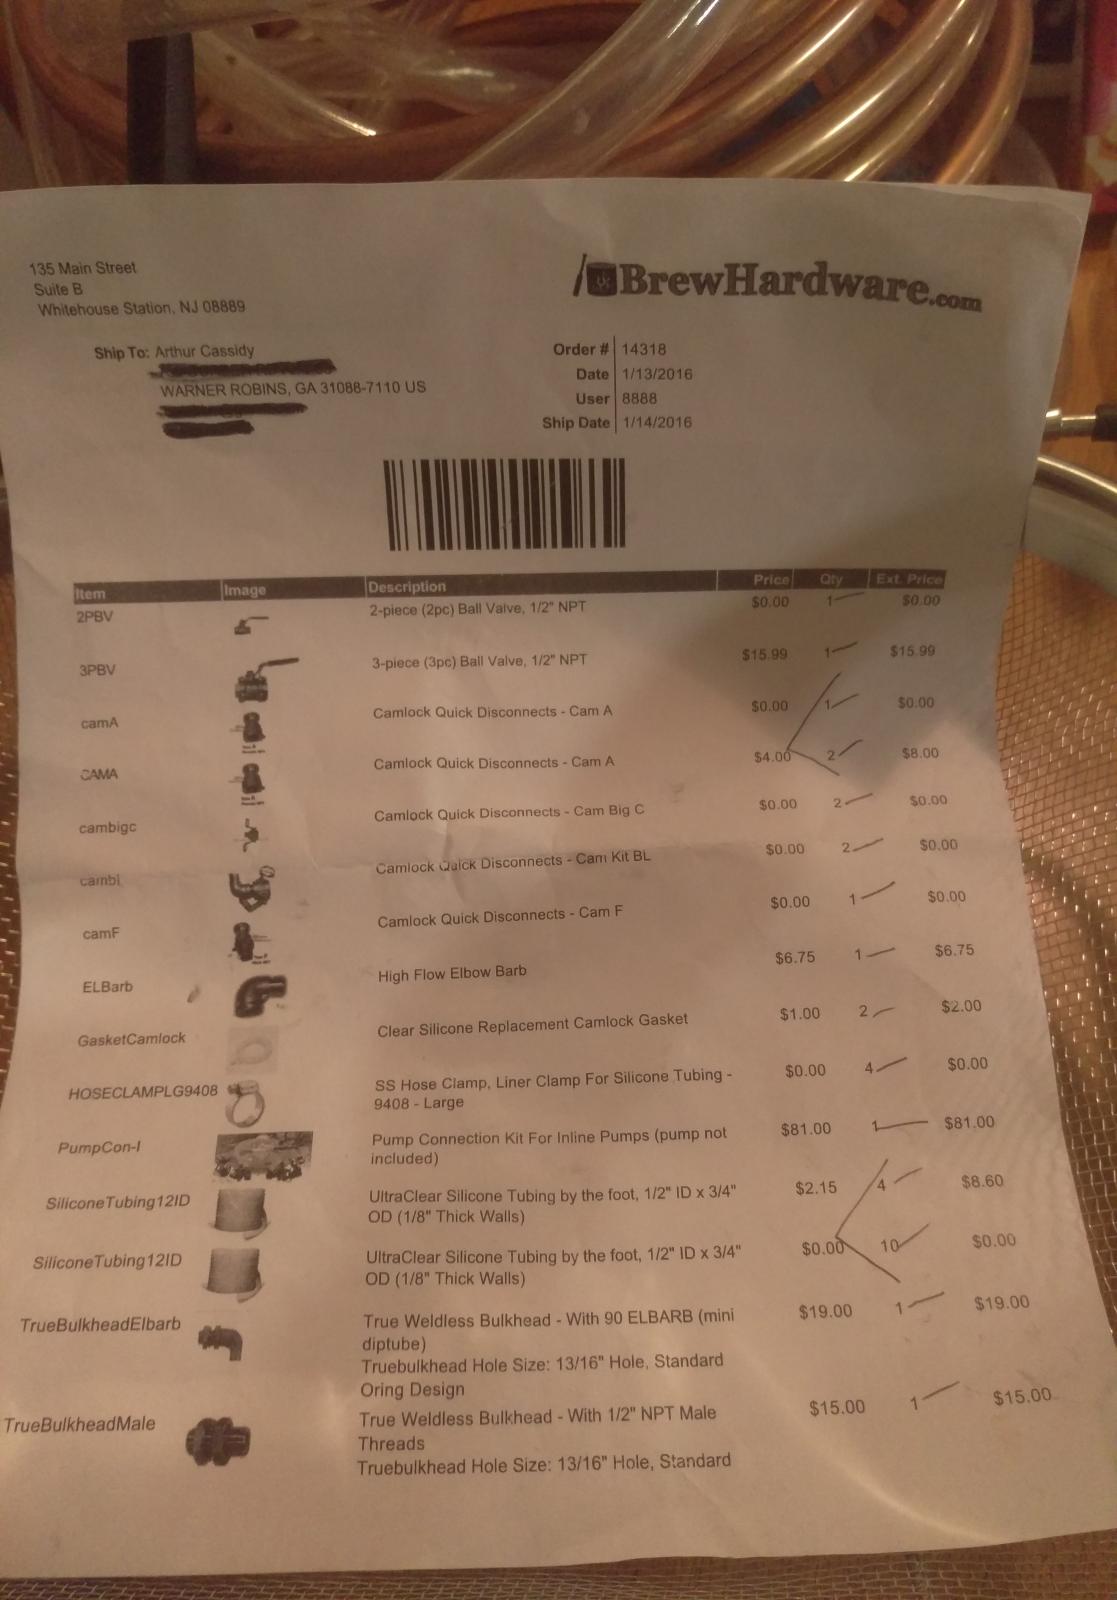 135 Main Street
Suite B
Whitehouse Station, NJ 08889
BrewHardware.com
Ship To: Arthur Cassidy
WARNER ROBINS, GA 31088-7110 US
Order # 14318
Date 1/13/2016
User 8888
Ship Date 1/14/2016
Item Image Description Price Qty Ext. Price
2PBV 2-piece (2pc) Ball Valve, 1/2" NPT $0.00 1 $0.00
3PBV 3-piece (3pc) Ball Valve, 1/2" NPT $15.99 1 $15.99
camA Camlock Quick Disconnects - Cam A $0.00 1 $0.00
CAMA Camlock Quick Disconnects - Cam A $4.00 2 $8.00
cambigc Camlock Quick Disconnects - Cam Big C $0.00 2 $0.00
cambl Camlock Quick Disconnects - Cam Kit BL $0.00 2 $0.00
camF Camlock Quick Disconnects - Cam F $0.00 1 $0.00
ELBarb High Flow Elbow Barb $6.75 1 $6.75
GasketCamlock Clear Silicone Replacement Camlock Gasket $1.00 2 $2.00
HOSECLAMPLG9408 SS Hose Clamp, Liner Clamp For Silicone Tubing - $0.00 4 $0.00
9408 - Large
PumpCon-I Pump Connection Kit For Inline Pumps (pump not $81.00 1 $81.00
included)
SiliconeTubing12ID UltraClear Silicone Tubing by the foot, 1/2" ID x 3/4" $2.15 4 $8.60
OD (1/8" Thick Walls)
SiliconeTubing12ID UltraClear Silicone Tubing by the foot, 1/2" ID x 3/4" $0.00 10 $0.00
OD (1/8" Thick Walls)
TrueBulkheadElbarb True Weldless Bulkhead - With 90 ELBARB (mini $19.00 1 $19.00
diptube)
Truebulkhead Hole Size: 13/16" Hole, Standard
Oring Design
TrueBulkheadMale True Weldless Bulkhead - With 1/2" NPT Male $15.00 1 $15.00
Threads
Truebulkhead Hole Size: 13/16" Hole, Standard